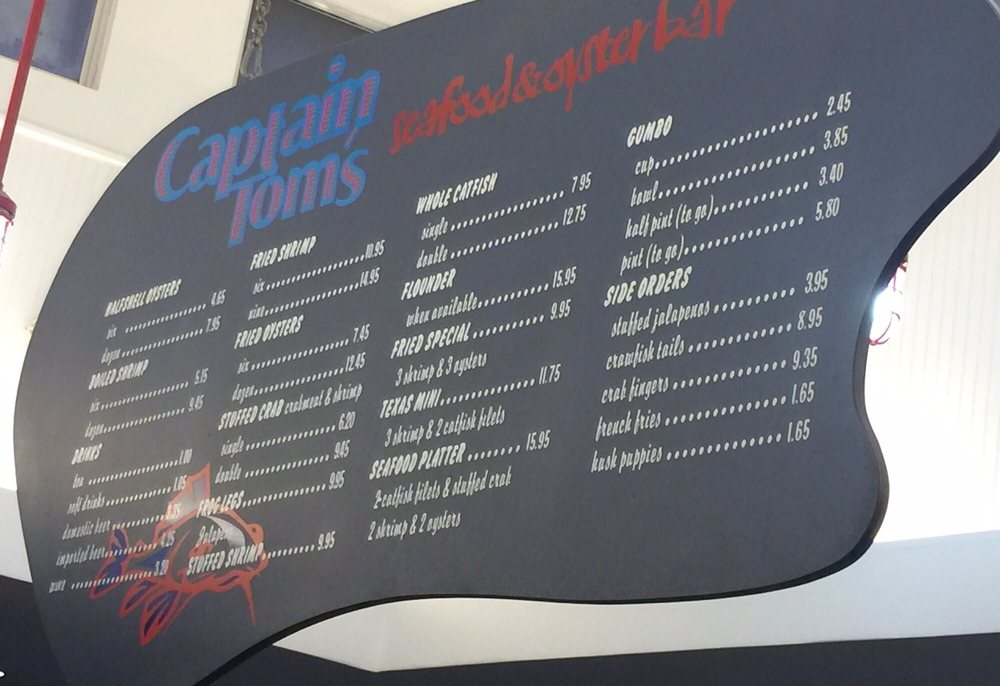 Captain Tom's
seafood & oyster bar
HALFSHELL OYSTERS
six 4.65
dozen 7.95
BOILED SHRIMP
six 5.15
dozen 9.45
DRINKS
tea 1.00
soft drinks 1.05
domestic beer
imported beer
3.20
FRIED SHRIMP
six 10.95
nine 14.95
FRIED OYSTERS
six 7.45
dozen 12.45
STUFFED CRAB crabmeat & shrimp
single 6.20
double 9.45
FROG LEGS 9.95
Jalapeno
STUFFED SHRIMP 9.95
WHOLE CATFISH
single 7.95
double 12.75
FLOUNDER
when available 15.95
FRIED SPECIAL 9.95
3 shrimp & 3 oysters
TEXAS MINI 11.75
3 shrimp & 2 catfish filets
SEAFOOD PLATTER 15.95
2-catfish filets & stuffed crab
2 shrimp & 2 oysters
GUMBO
cup 2.45
bowl 3.85
half pint (to go) 3.40
pint (to go) 5.80
SIDE ORDERS
stuffed jalapenos 3.95
crawfish tails 8.95
crab fingers 9.35
french fries 1.65
hush puppies 1.65